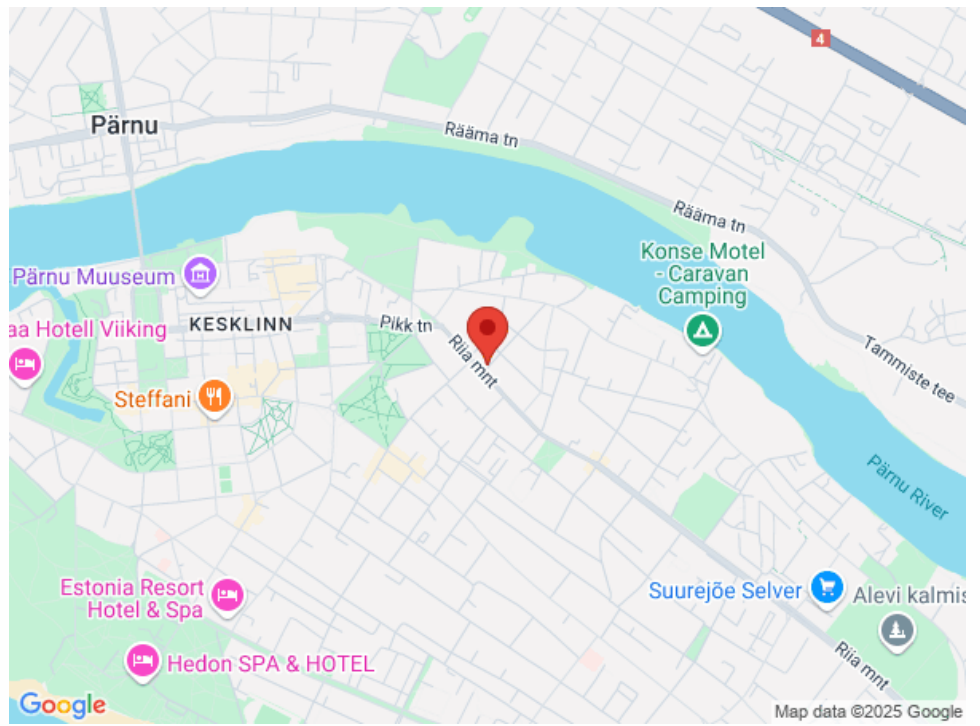 4
Pärnu
Rääma tn
Rääma tn
Konse Motel
- Caravan
Camping
Pärnu Muuseum
KESKLINN
Pikk tn
aa Hotell Viiking
Riia mnt
Tammiste tee
Steffani
Pärnu River
Estonia Resort
Hotel & Spa
Suurejõe Selver
Alevi kalmis
Hedon SPA & HOTEL
Riia mnt
Google
Map data ©2025 Google